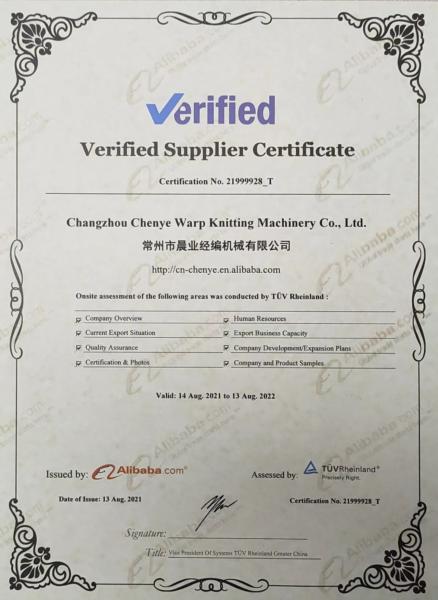 Verified
Verified Supplier Certificate
Certification No. 21999928_T
Changzhou Chenye Warp Knitting Machinery Co., Ltd.
常州市晨业经编机械有限公司
http://cn-chenye.en.alibaba.com
Onsite assessment of the following areas was conducted by TÜV Rheinland :
Company Overview Human Resources
Current Export Situation Export Business Capacity
Quality Assurance Company Development/Expansion Plans
Certification & Photos Company and Product Samples
Valid: 14 Aug. 2021 to 13 Aug. 2022
Issued by: Alibaba.com® Assessed by: TÜVRheinland®
Precisely Right.
Date of Issue: 13 Aug. 2021 Certification No. 21999928_T
Signature:
Title: Vice President Of Systems TÜV Rheinland Greater China